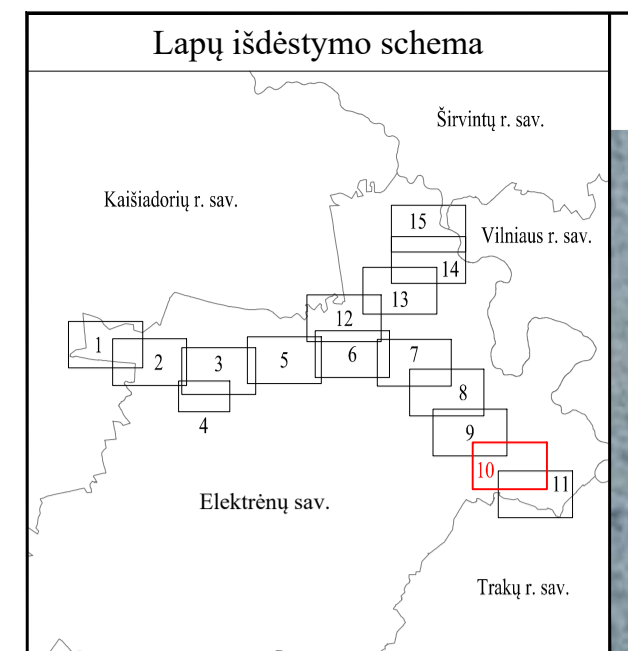 Lapų išdėstymo schema
Širvintų r. sav.
Kaišiadorių r. sav.
15
Vilniaus r. sav.
14
13
12
1
2
3
5
6
7
8
4
9
10
11
Elektrėnų sav.
Trakų r. sav.